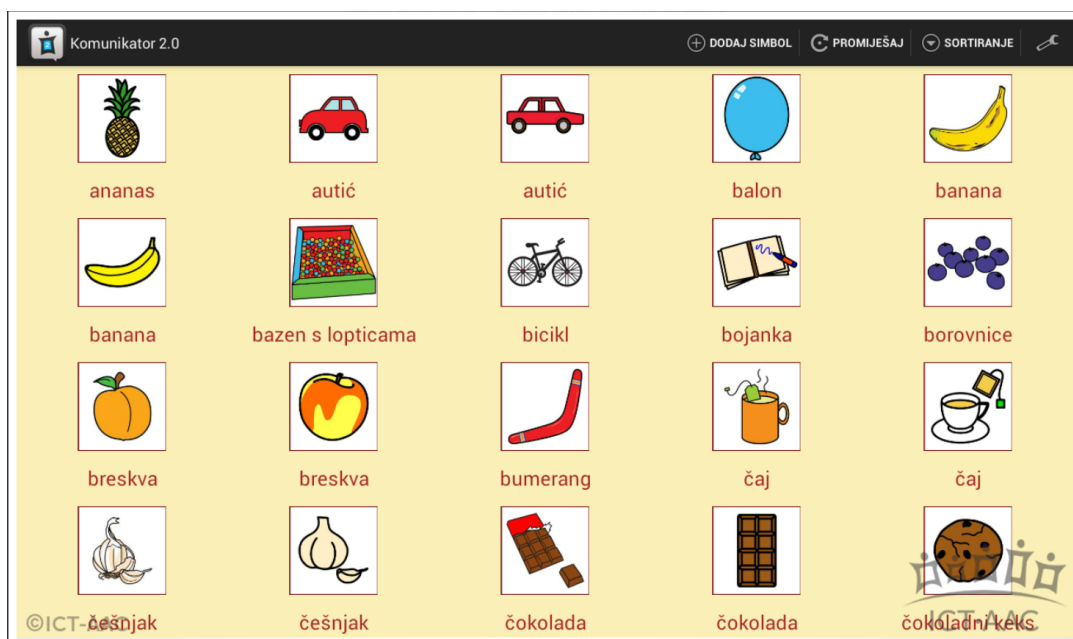 Komunikator 2.0 DODAJ SIMBOL PROMIJEŠAJ SORTIRANJE
ananas autić autić balon banana
banana bazen s lopticama bicikl bojanka borovnice
breskva breskva bumerang čaj čaj
češnjak češnjak čokolada čokolada čokoladni keks
©ICT-AAC ICT-AAC